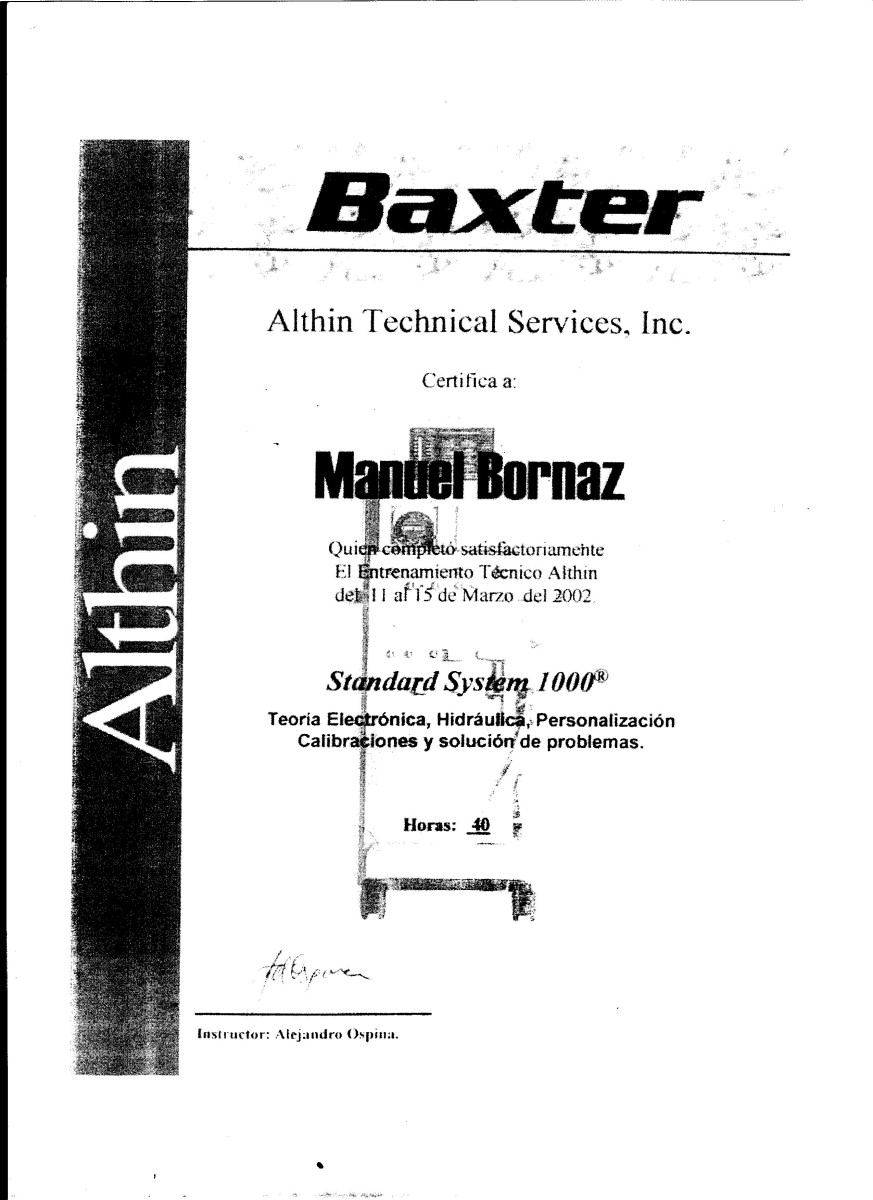 Baxter
Althin Technical Services, Inc.
Certifica a:
Manuel Bornaz
Quien completó satisfactoriamente
El Entrenamiento Técnico Althin
del 11 al 15 de Marzo del 2002
Standard System 1000®
Teoría Electrónica, Hidráulica, Personalización
Calibraciones y solución de problemas.
Horas: 40
Instructor: Alejandro Ospina.
Althin